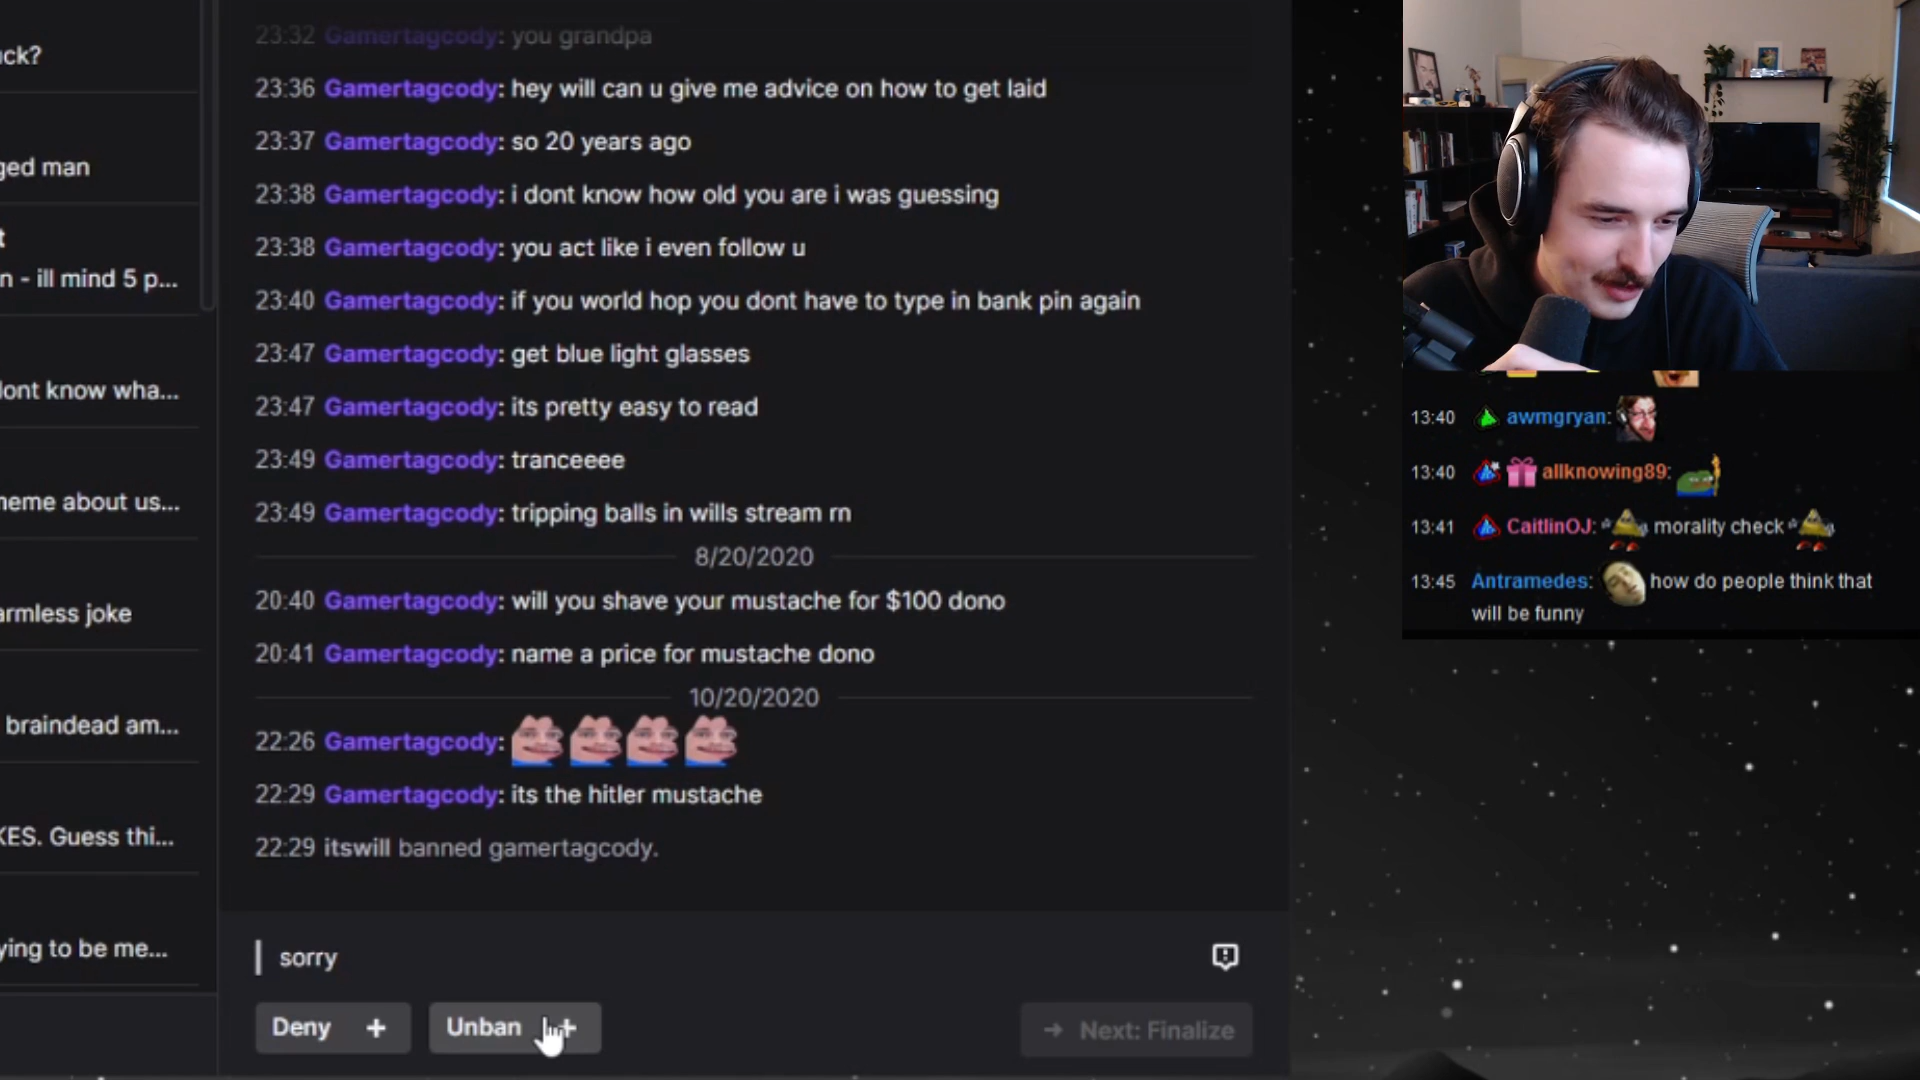 ck?
ged man
t
n - ill mind 5 p...
lont know wha...
neme about us...
armless joke
braindead am...
KES. Guess thi...
ying to be me...
23:32 Gamertagcody: you grandpa
23:36 Gamertagcody: hey will can u give me advice on how to get laid
23:37 Gamertagcody: so 20 years ago
23:38 Gamertagcody: i dont know how old you are i was guessing
23:38 Gamertagcody: you act like i even follow u
23:40 Gamertagcody: if you world hop you dont have to type in bank pin again
23:47 Gamertagcody: get blue light glasses
23:47 Gamertagcody: its pretty easy to read
23:49 Gamertagcody: tranceeee
23:49 Gamertagcody: tripping balls in wills stream rn
8/20/2020
20:40 Gamertagcody: will you shave your mustache for $100 dono
20:41 Gamertagcody: name a price for mustache dono
10/20/2020
22:26 Gamertagcody:
22:29 Gamertagcody: its the hitler mustache
22:29 itswill banned gamertagcody.
sorry
Deny +
Unban +
→ Next: Finalize
13:40 awmgryan:
13:40 allknowing89:
13:41 CaitlinOJ: morality check
13:45 Antramedes: how do people think that
will be funny